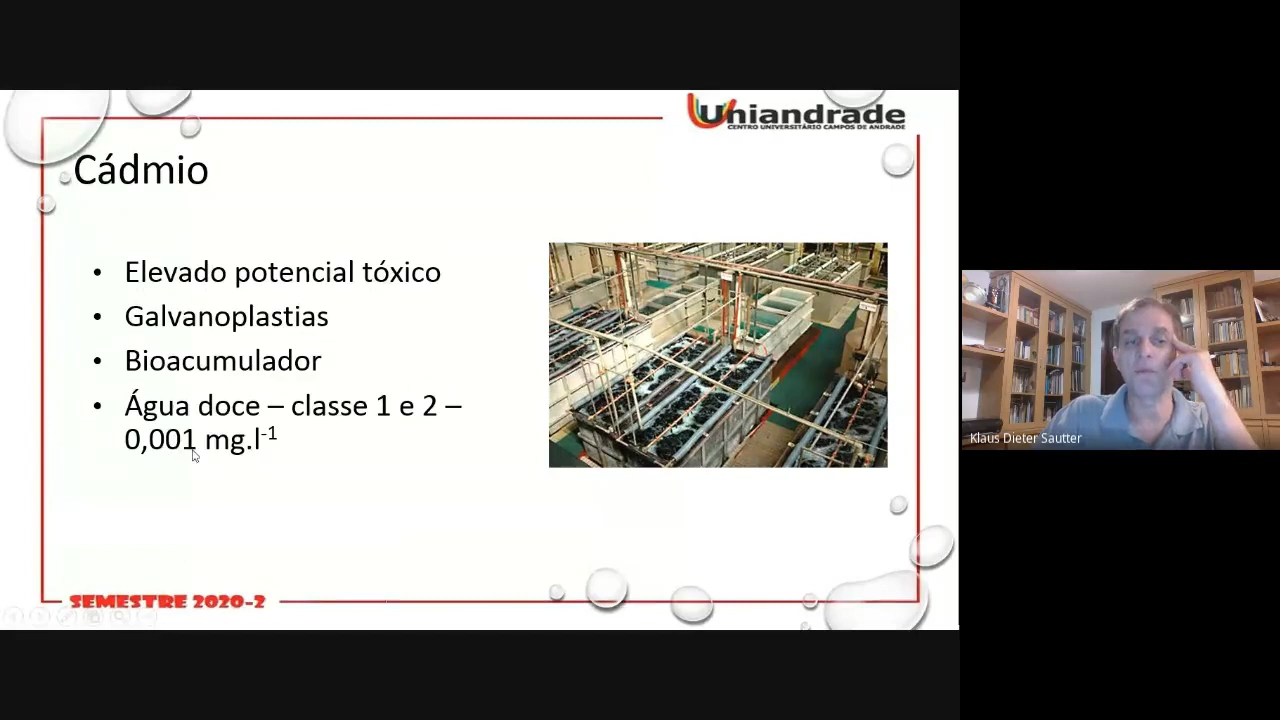 Uniandrade
CENTRO UNIVERSITÁRIO CAMPOS DE ANDRADE
Cádmio
• Elevado potencial tóxico
• Galvanoplastias
• Bioacumulador
• Água doce – classe 1 e 2 –
0,001 mg.l⁻¹
SEMESTRE 2020-2
Klaus Dieter Sautter